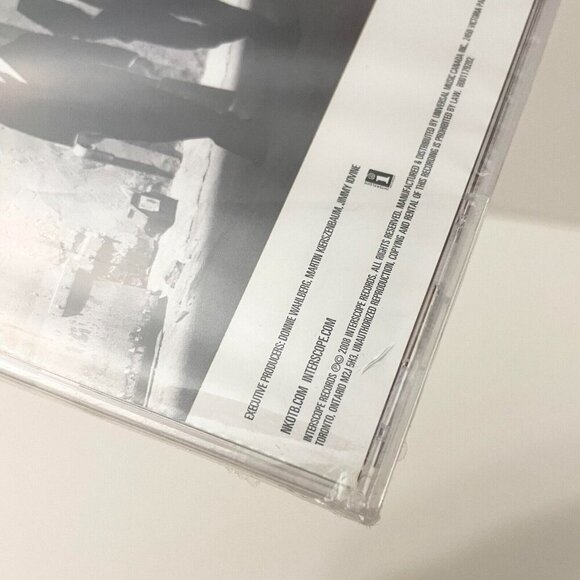 EXECUTIVE PRODUCERS: DONNIE WAHLBERG, MARTIN KIERSZENBAUM, JIMMY IOVINE
NKOTB.COM INTERSCOPE.COM
INTERSCOPE RECORDS ℗© 2008 INTERSCOPE RECORDS. ALL RIGHTS RESERVED. MANUFACTURED & DISTRIBUTED BY UNIVERSAL MUSIC CANADA INC. 2450 VICTORIA
TORONTO, ONTARIO M2J 5H3. UNAUTHORIZED REPRODUCTION, COPYING AND RENTAL OF THIS RECORDING IS PROHIBITED BY LAW.